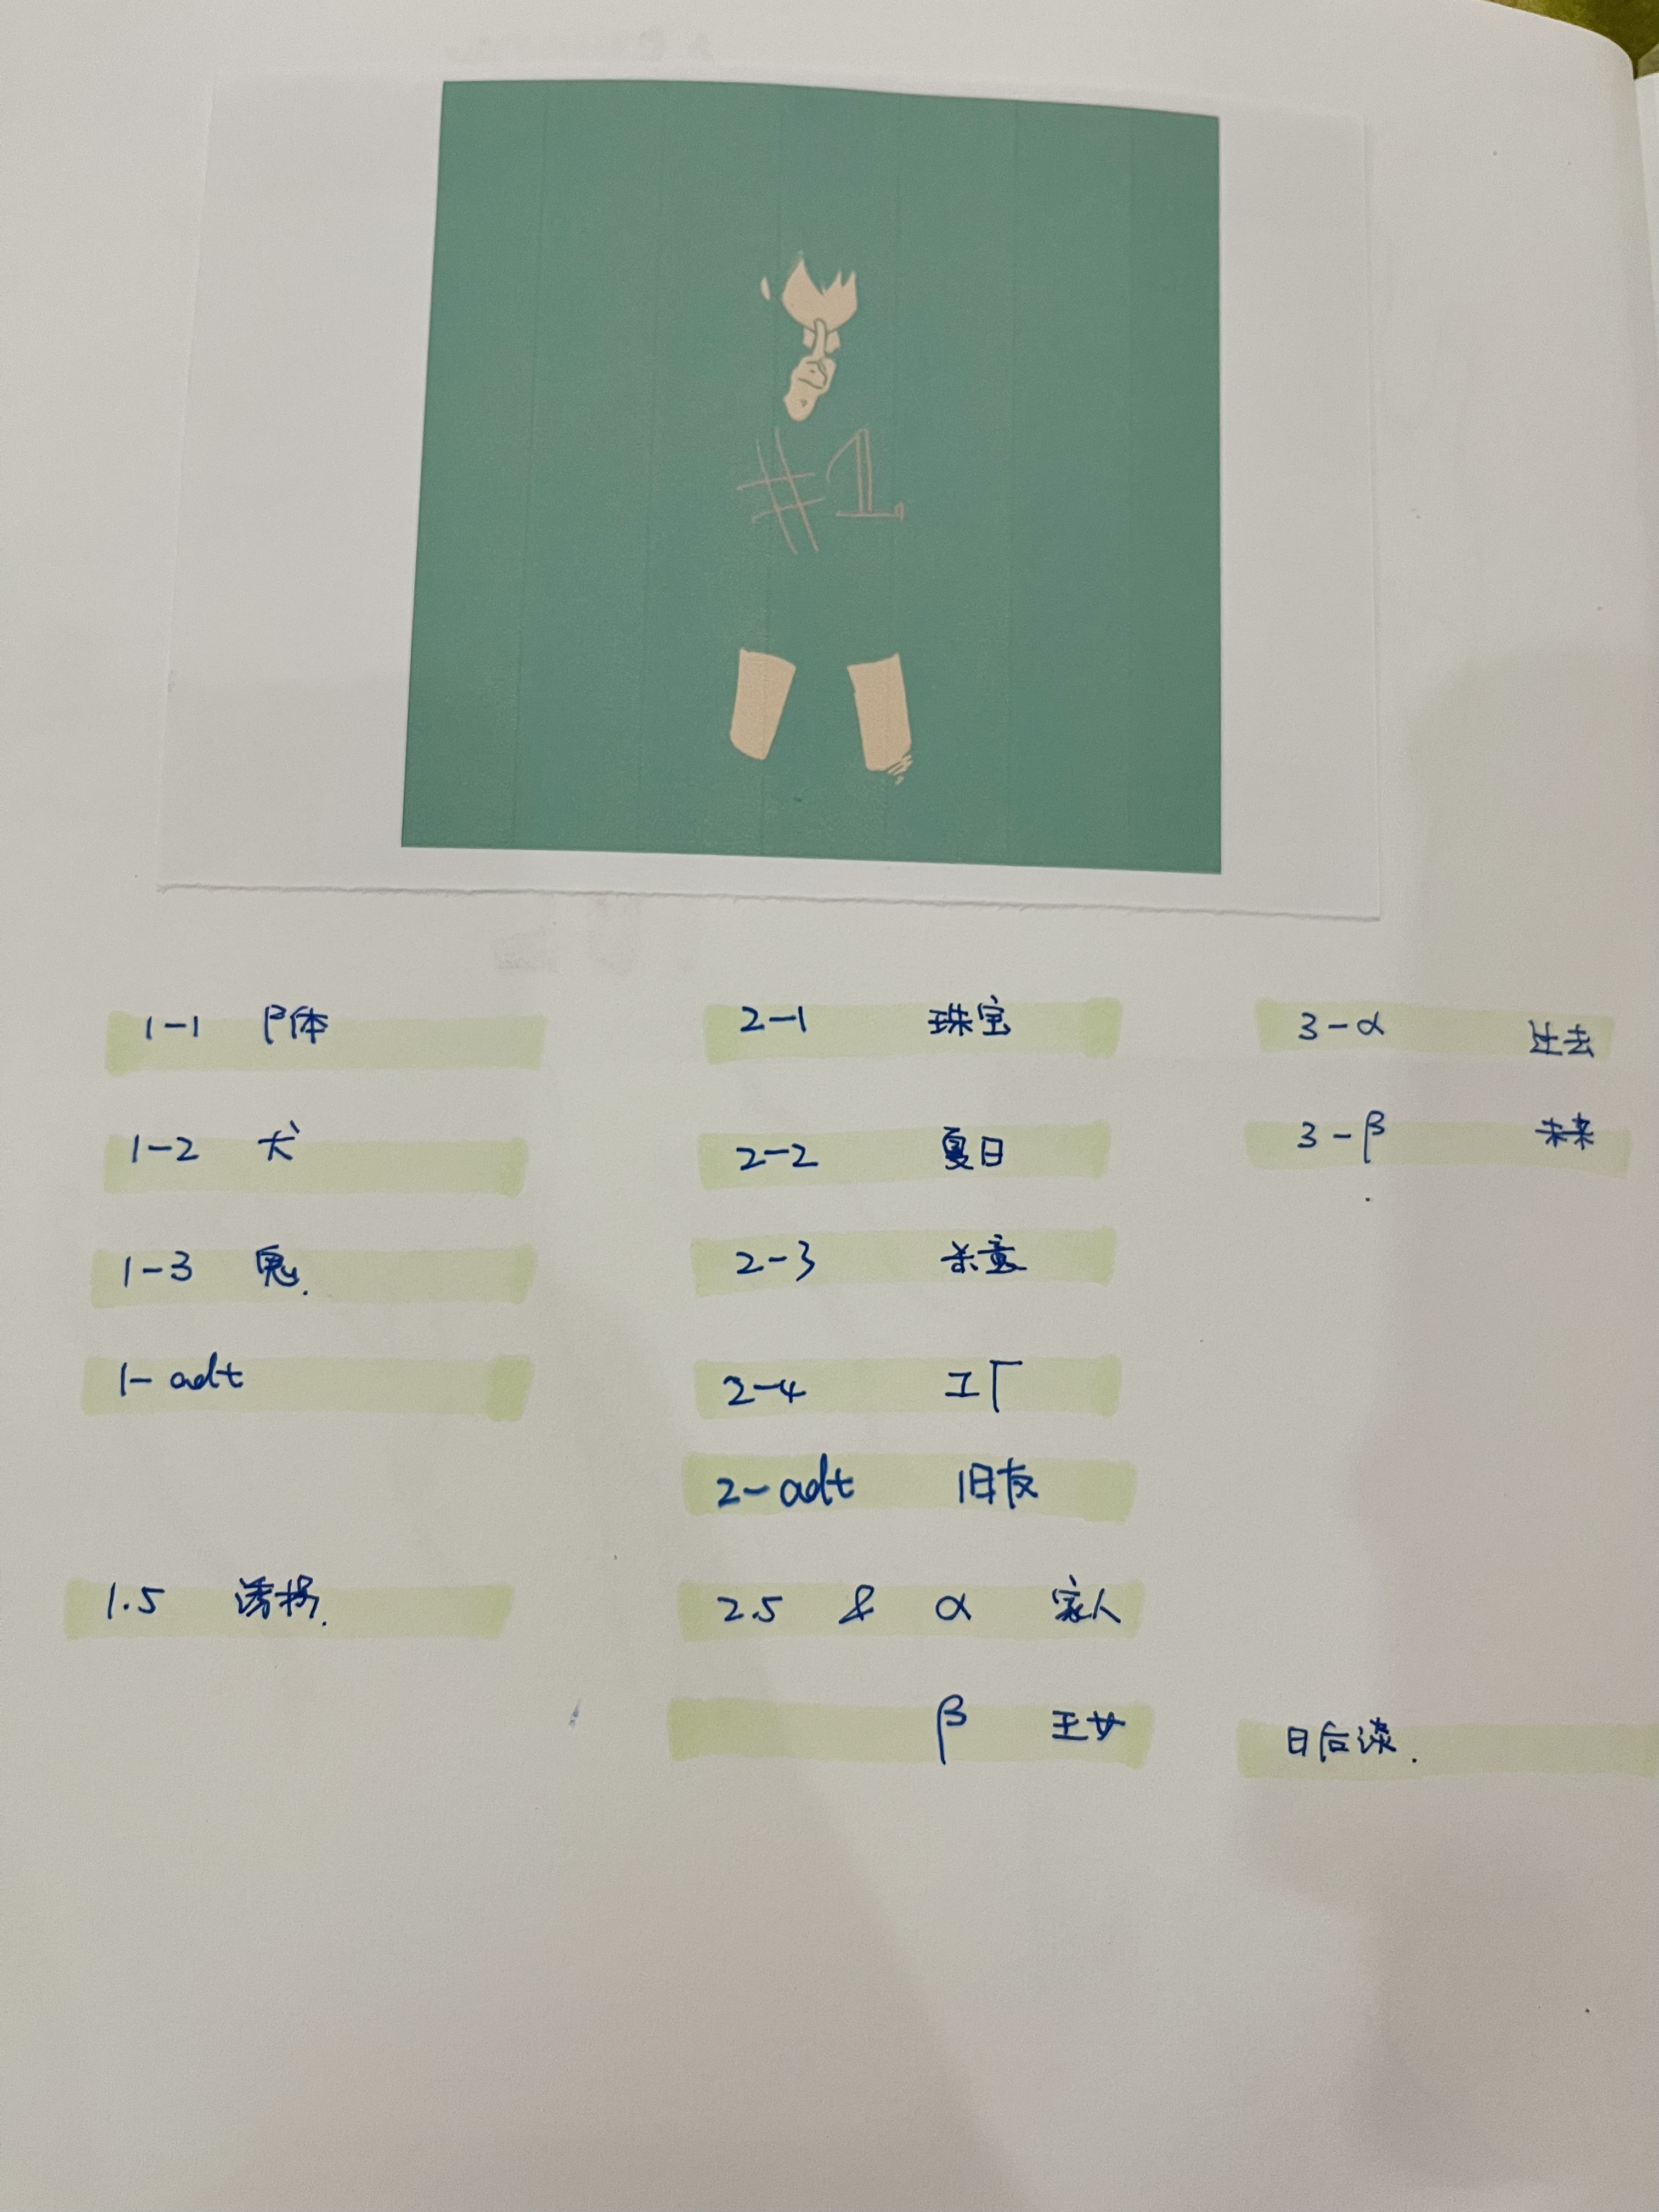 #1.
1-1 尸体
1-2 犬
1-3 鬼.
1-adt
1.5 诱拐.
2-1 珠宝
2-2 夏日
2-3 杀童
2-4 工厂
2-adt 旧友
2.5 & α 家人
β 王女
3-α 过去
3-β 未来
日后谈.